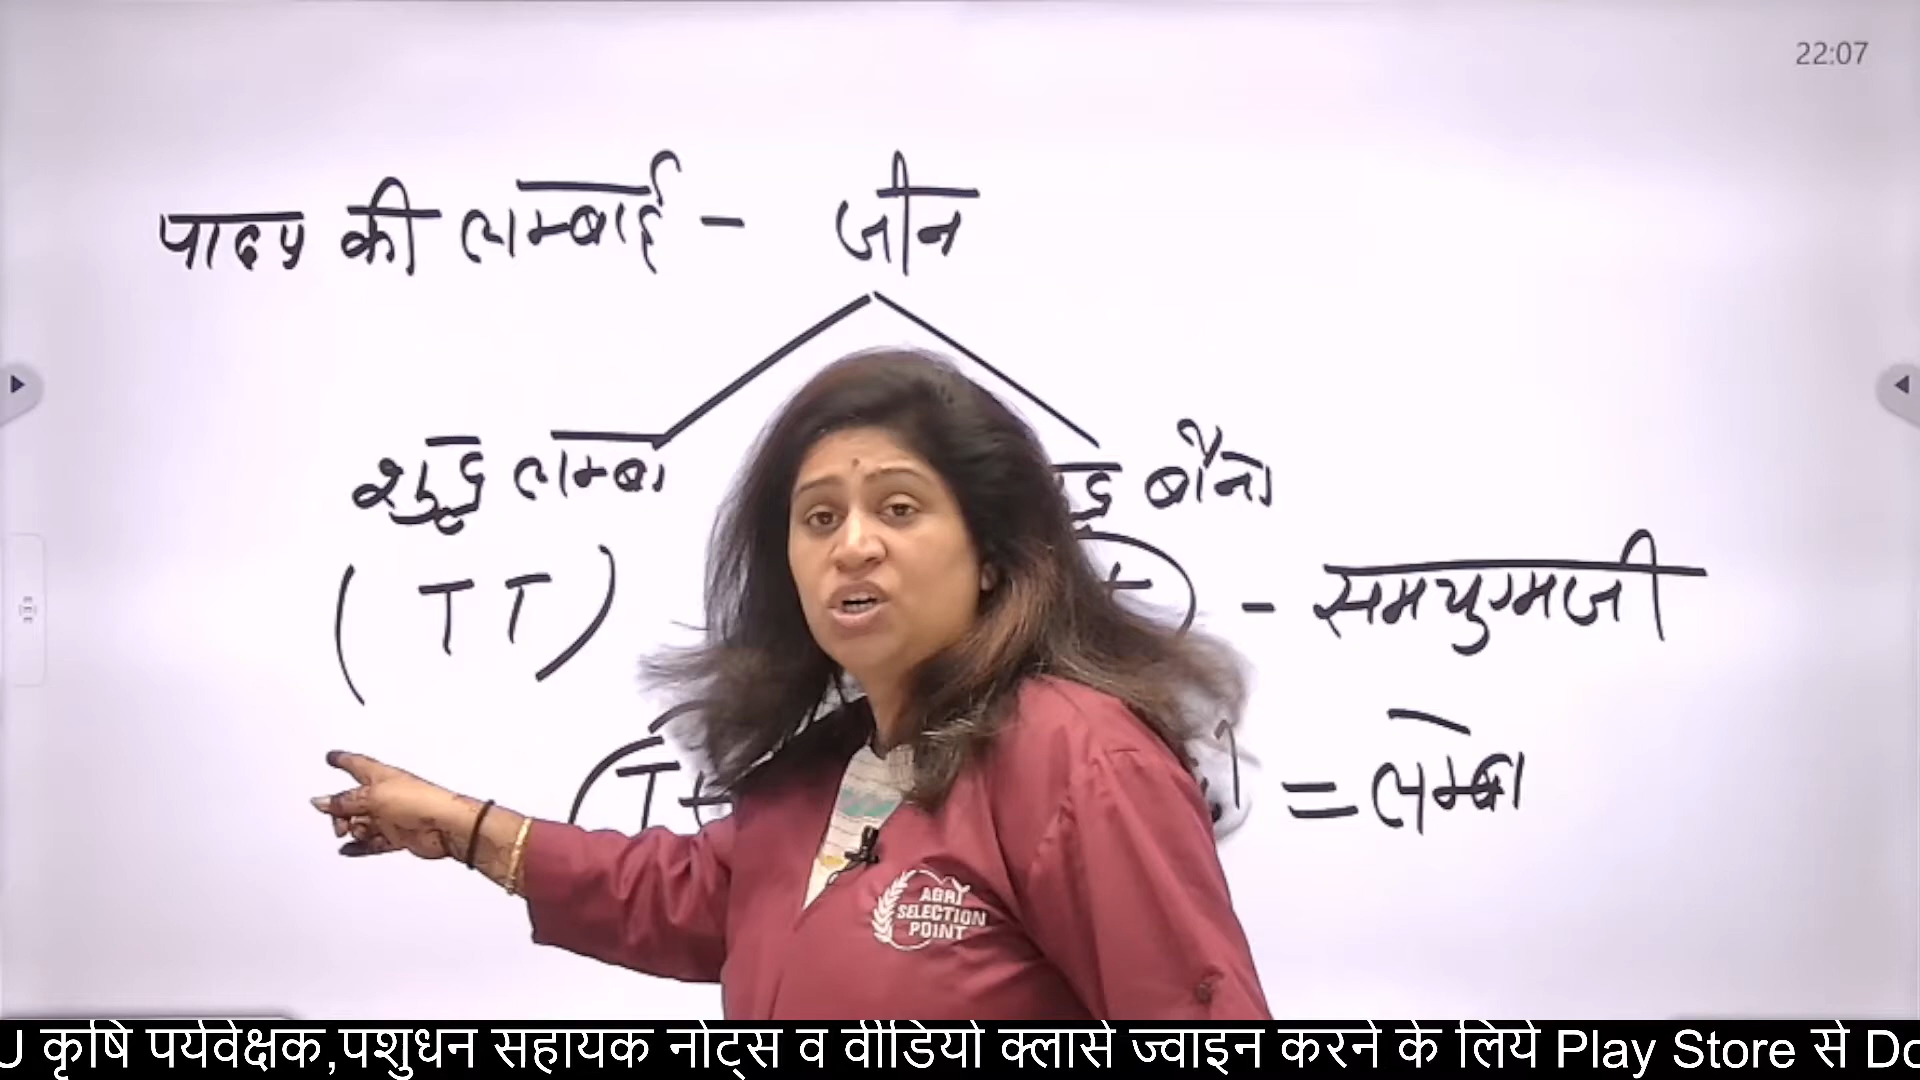 22:07
पादप की लम्बाई - जीन
शुद्ध लम्बा
बौना
( T T )
- समयुग्मजी
= लम्बा
AGRI
SELECTION
POINT
कृषि पर्यवेक्षक,पशुधन सहायक नोट्स व वीडियो क्लासे ज्वाइन करने के लिये Play Store से